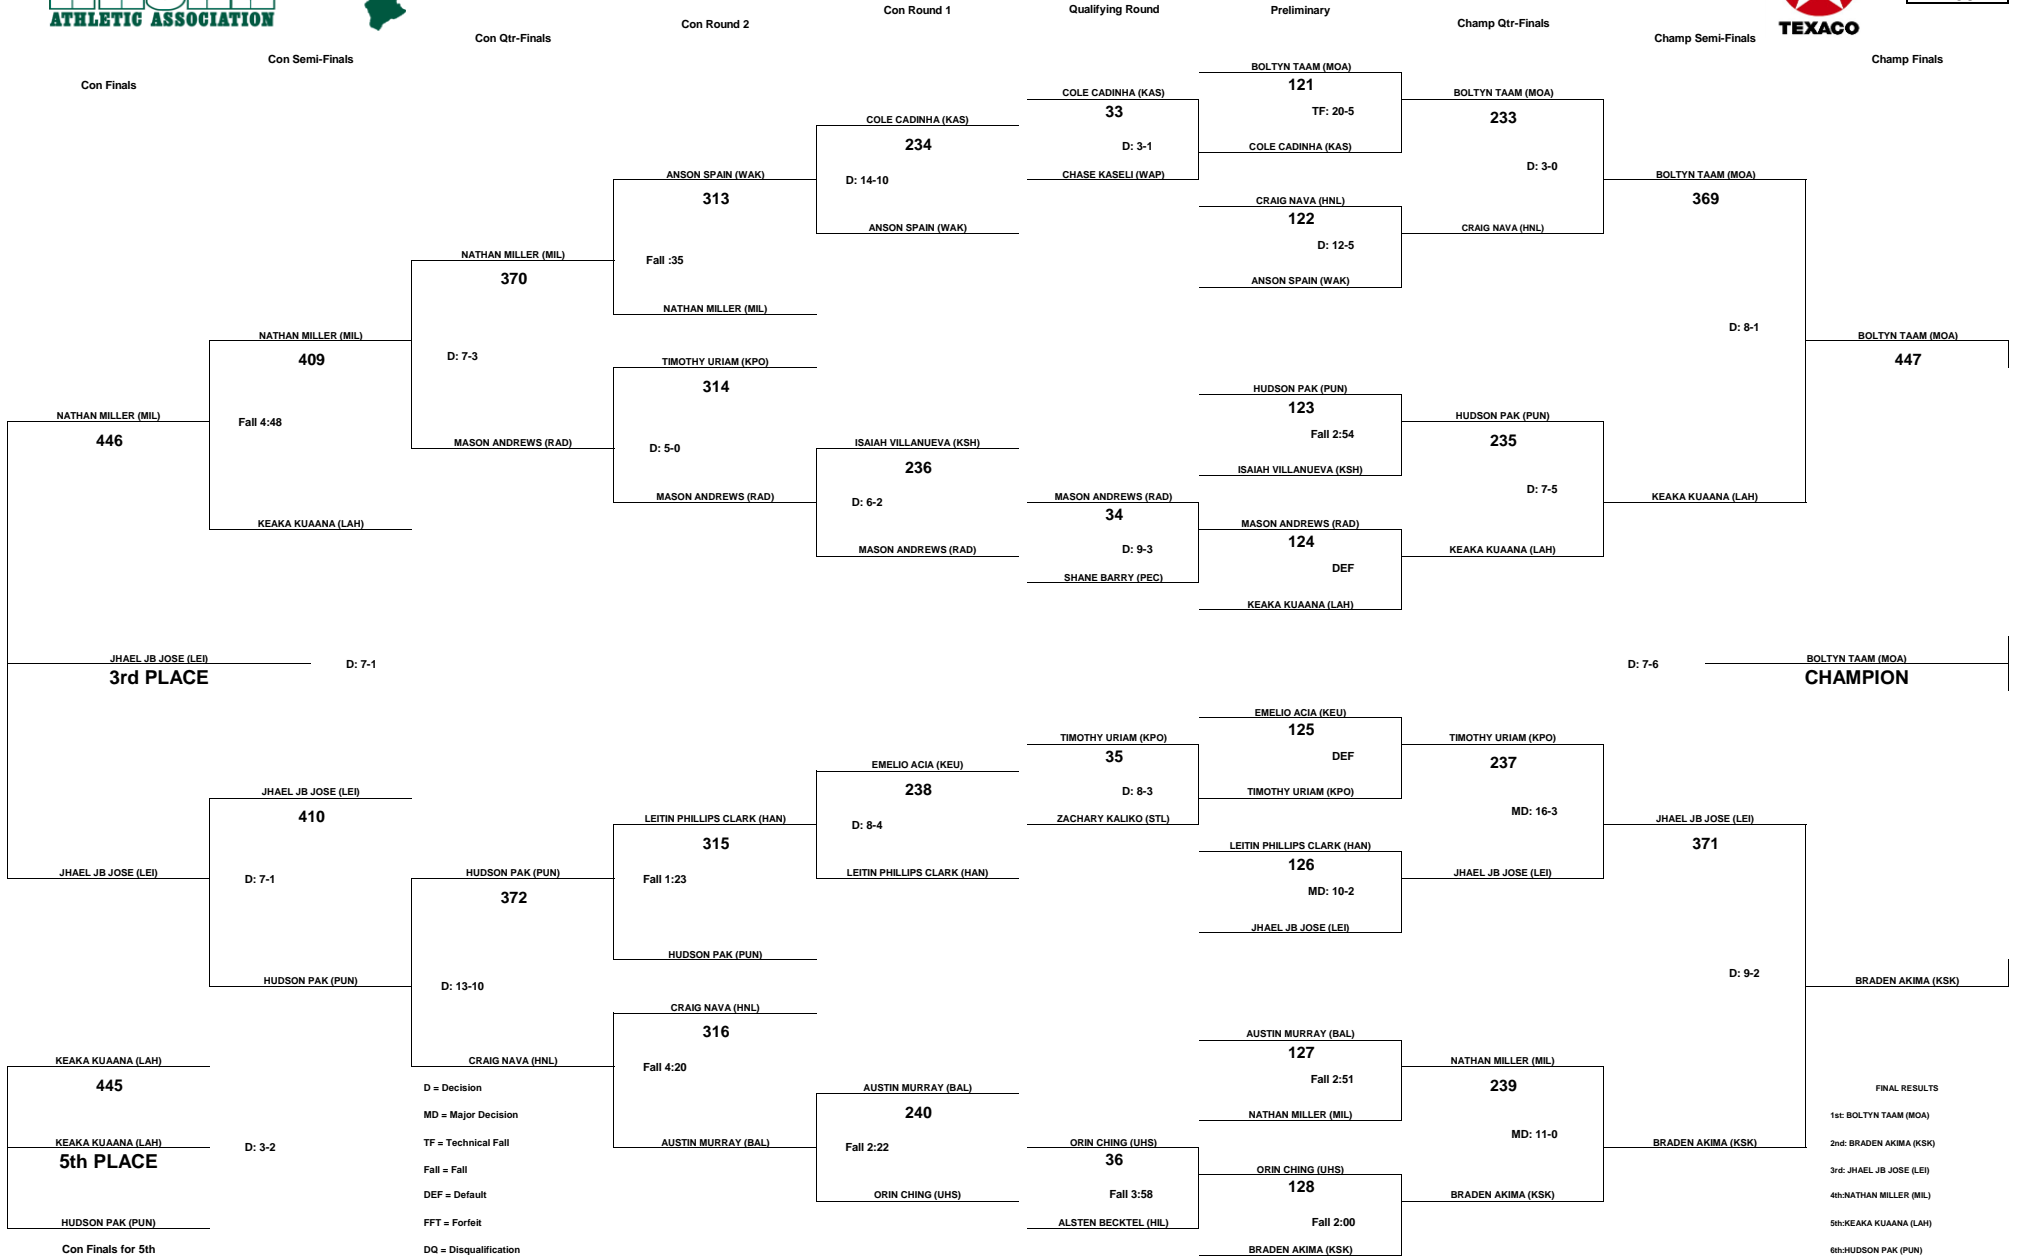 ATHLETIC ASSOCIATION
TEXACO
Con Finals
Con Semi-Finals
Con Qtr-Finals
Con Round 2
Con Round 1
Qualifying Round
Preliminary
Champ Qtr-Finals
Champ Semi-Finals
Champ Finals
NATHAN MILLER (MIL)
446
JHAEL JB JOSE (LEI)
3rd PLACE
D: 7-1
JHAEL JB JOSE (LEI)
KEAKA KUAANA (LAH)
445
KEAKA KUAANA (LAH)
5th PLACE
D: 3-2
HUDSON PAK (PUN)
Con Finals for 5th
NATHAN MILLER (MIL)
409
Fall 4:48
KEAKA KUAANA (LAH)
JHAEL JB JOSE (LEI)
410
D: 7-1
HUDSON PAK (PUN)
NATHAN MILLER (MIL)
370
D: 7-3
MASON ANDREWS (RAD)
HUDSON PAK (PUN)
372
D: 13-10
CRAIG NAVA (HNL)
D = Decision
MD = Major Decision
TF = Technical Fall
Fall = Fall
DEF = Default
FFT = Forfeit
DQ = Disqualification
ANSON SPAIN (WAK)
313
Fall :35
NATHAN MILLER (MIL)
TIMOTHY URIAM (KPO)
314
D: 5-0
MASON ANDREWS (RAD)
LEITIN PHILLIPS CLARK (HAN)
315
Fall 1:23
HUDSON PAK (PUN)
CRAIG NAVA (HNL)
316
Fall 4:20
AUSTIN MURRAY (BAL)
COLE CADINHA (KAS)
234
D: 14-10
ANSON SPAIN (WAK)
ISAIAH VILLANUEVA (KSH)
236
D: 6-2
MASON ANDREWS (RAD)
EMELIO ACIA (KEU)
238
D: 8-4
LEITIN PHILLIPS CLARK (HAN)
AUSTIN MURRAY (BAL)
240
Fall 2:22
ORIN CHING (UHS)
COLE CADINHA (KAS)
33
D: 3-1
CHASE KASELI (WAP)
MASON ANDREWS (RAD)
34
D: 9-3
SHANE BARRY (PEC)
TIMOTHY URIAM (KPO)
35
D: 8-3
ZACHARY KALIKO (STL)
ORIN CHING (UHS)
36
Fall 3:58
ALSTEN BECKTEL (HIL)
BOLTYN TAAM (MOA)
121
TF: 20-5
COLE CADINHA (KAS)
CRAIG NAVA (HNL)
122
D: 12-5
ANSON SPAIN (WAK)
HUDSON PAK (PUN)
123
Fall 2:54
ISAIAH VILLANUEVA (KSH)
MASON ANDREWS (RAD)
124
DEF
KEAKA KUAANA (LAH)
EMELIO ACIA (KEU)
125
DEF
TIMOTHY URIAM (KPO)
LEITIN PHILLIPS CLARK (HAN)
126
MD: 10-2
JHAEL JB JOSE (LEI)
AUSTIN MURRAY (BAL)
127
Fall 2:51
NATHAN MILLER (MIL)
ORIN CHING (UHS)
128
Fall 2:00
BRADEN AKIMA (KSK)
BOLTYN TAAM (MOA)
233
D: 3-0
CRAIG NAVA (HNL)
HUDSON PAK (PUN)
235
D: 7-5
KEAKA KUAANA (LAH)
TIMOTHY URIAM (KPO)
237
MD: 16-3
JHAEL JB JOSE (LEI)
NATHAN MILLER (MIL)
239
MD: 11-0
BRADEN AKIMA (KSK)
BOLTYN TAAM (MOA)
369
D: 8-1
KEAKA KUAANA (LAH)
JHAEL JB JOSE (LEI)
371
D: 9-2
BRADEN AKIMA (KSK)
BOLTYN TAAM (MOA)
447
D: 7-6
BOLTYN TAAM (MOA)
CHAMPION
BRADEN AKIMA (KSK)
FINAL RESULTS
1st: BOLTYN TAAM (MOA)
2nd: BRADEN AKIMA (KSK)
3rd: JHAEL JB JOSE (LEI)
4th:NATHAN MILLER (MIL)
5th:KEAKA KUAANA (LAH)
6th:HUDSON PAK (PUN)